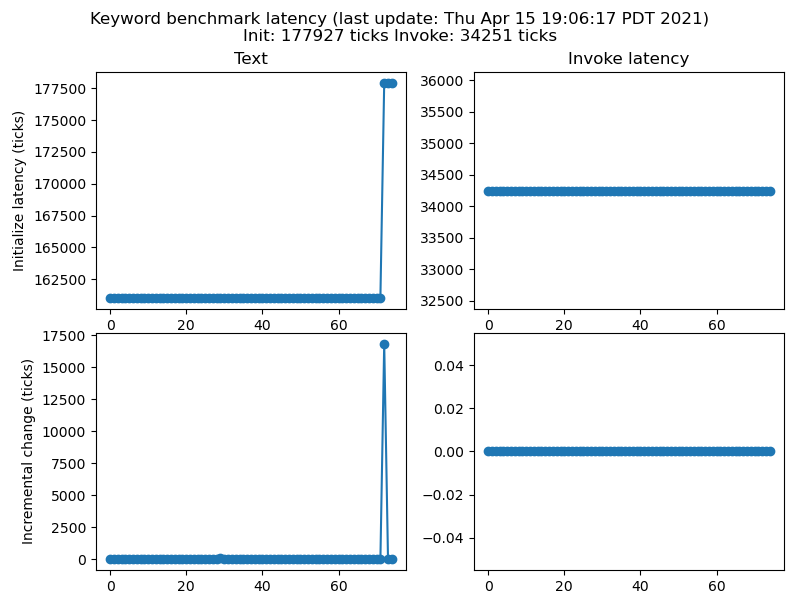 Keyword benchmark latency (last update: Thu Apr 15 19:06:17 PDT 2021)
Init: 177927 ticks Invoke: 34251 ticks
Text
Initialize latency (ticks)
177500
175000
172500
170000
167500
165000
162500
0 20 40 60
Invoke latency
36000
35500
35000
34500
34000
33500
33000
32500
0 20 40 60
Incremental change (ticks)
17500
15000
12500
10000
7500
5000
2500
0
0 20 40 60
0.04
0.02
0.00
−0.02
−0.04
0 20 40 60